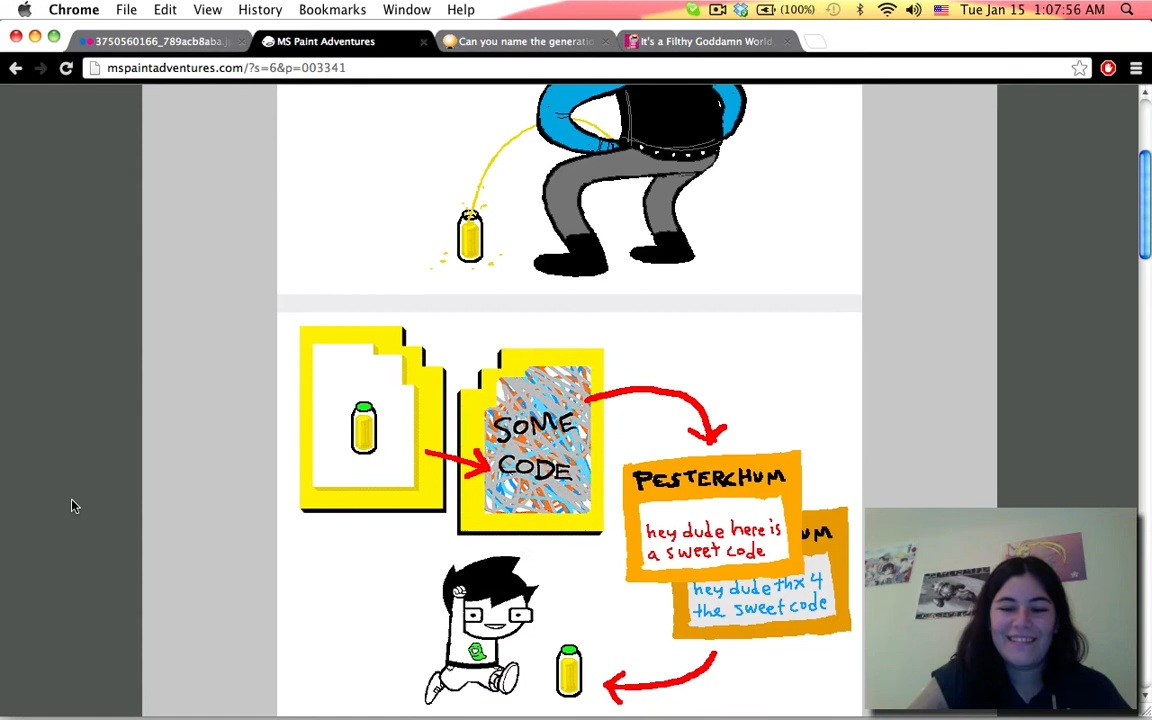 Chrome File Edit View History Bookmarks Window Help (100%) Tue Jan 15 1:07:56 AM
3750560166_789acb8aba.j MS Paint Adventures Can you name the generatio It's a Filthy Goddamn World
mspaintadventures.com/?s=6&p=003341
SOME
CODE
PESTERCHUM
hey dude here is
a sweet code
UM
hey dude thx 4
the sweet code